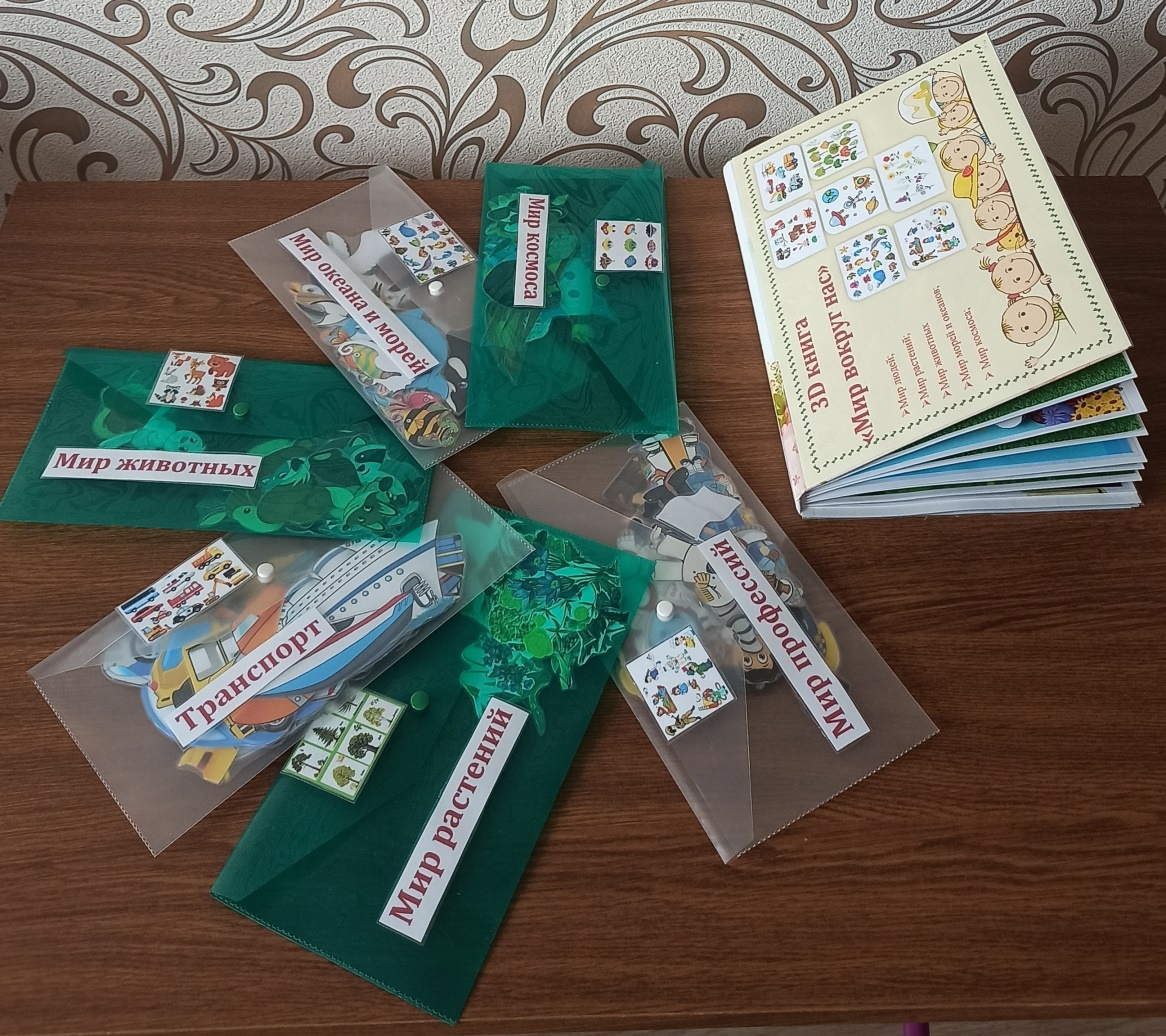 Мир космоса
Мир океана и морей
Мир животных
Транспорт
Мир растений
Мир профессий
3D книга
«Мир вокруг нас»
Мир людей;
Мир растений;
Мир животных
Мир морей и океанов;
Мир космоса;